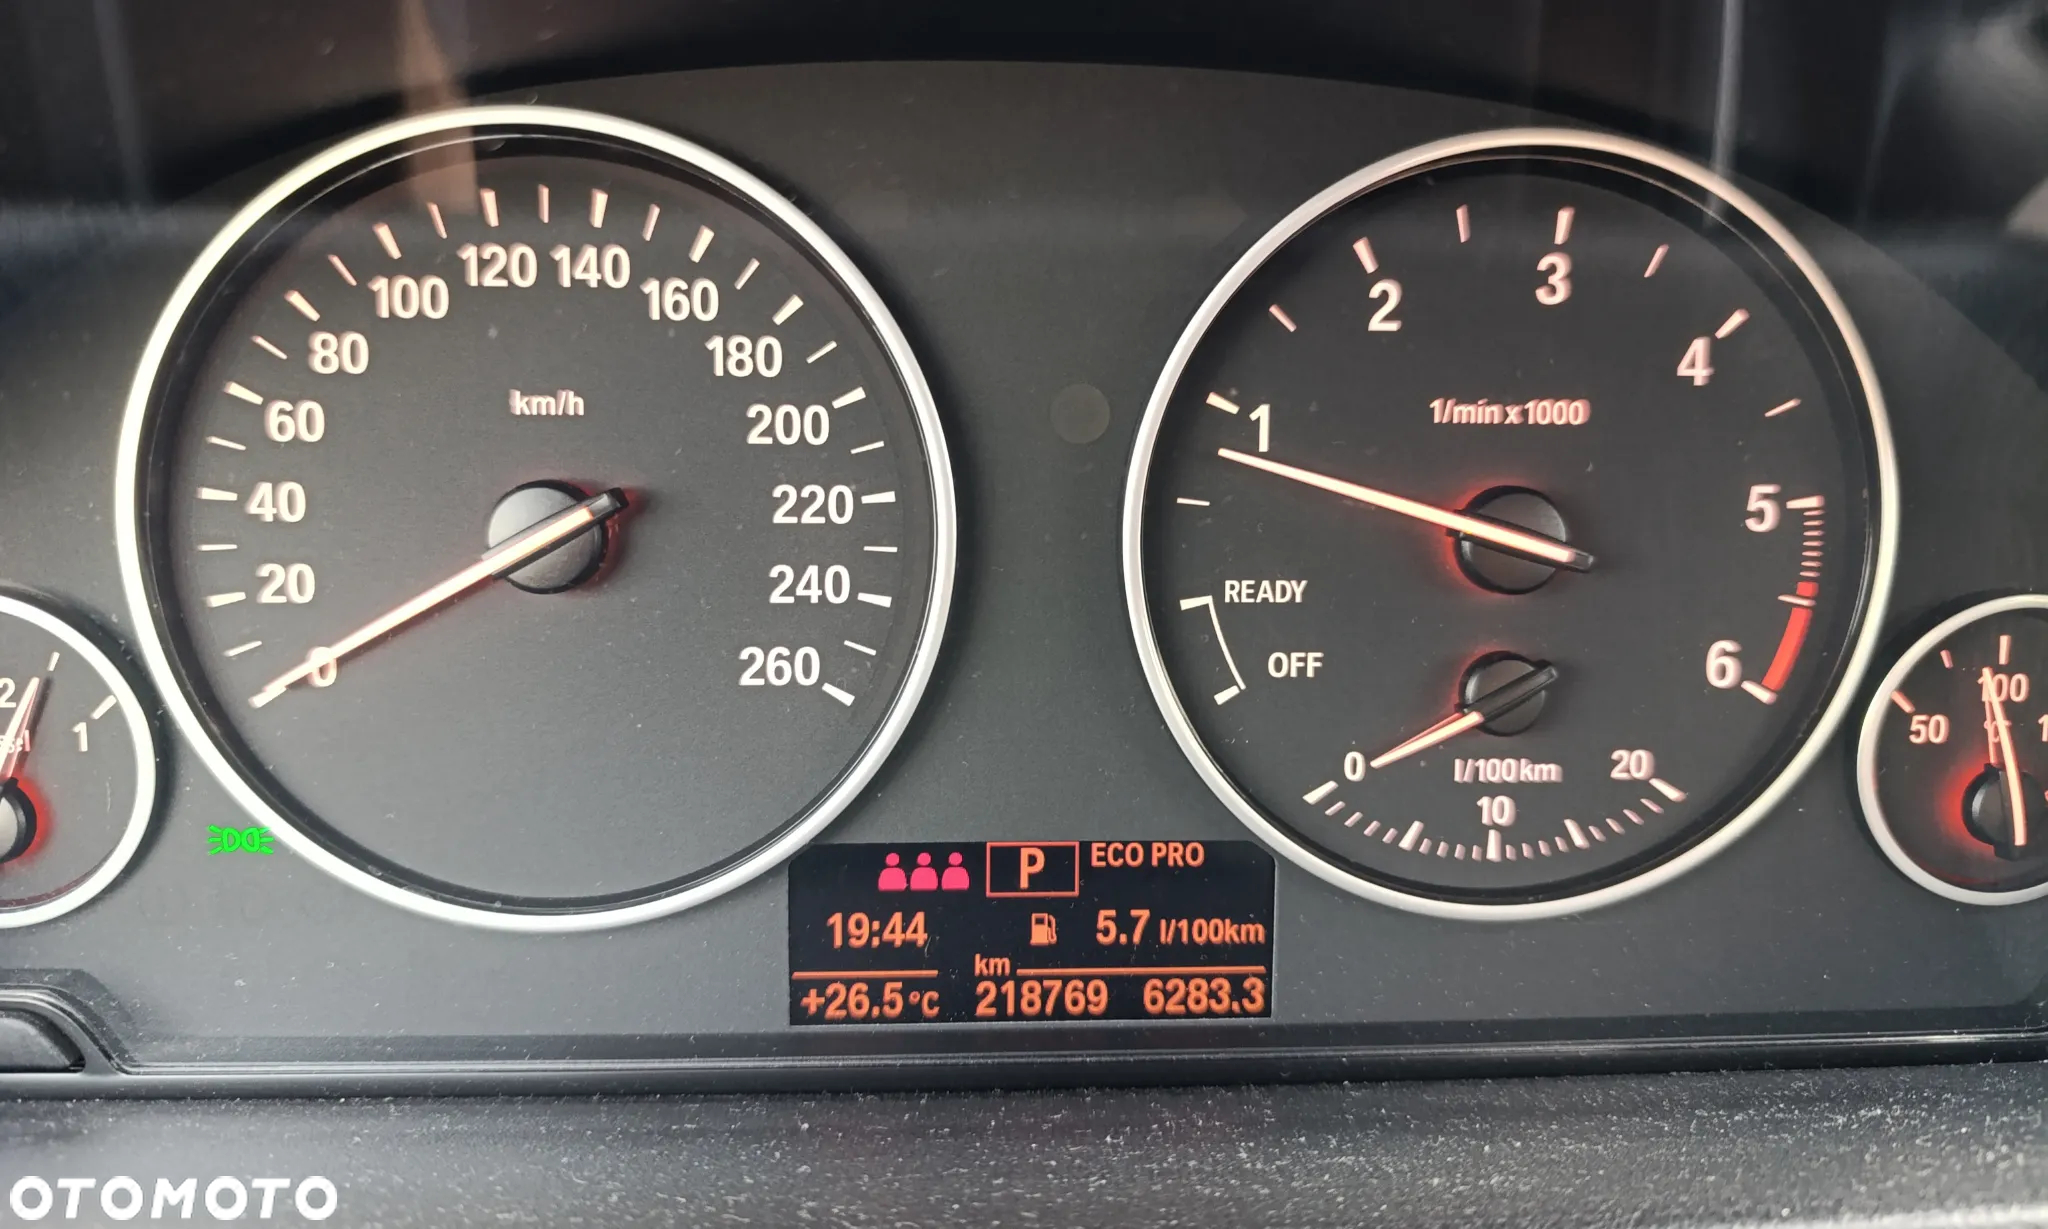 120 140
100 160
80 180
60 200
40 220
20 240
0 260
km/h
2 3
1 4
5
6
1/min x 1000
READY
OFF
0 l/100km 20
10
2
1
50 100
°C
P ECO PRO
19:44 5.7 l/100km
km
+26.5°C 218769 6283.3
OTOMOTO